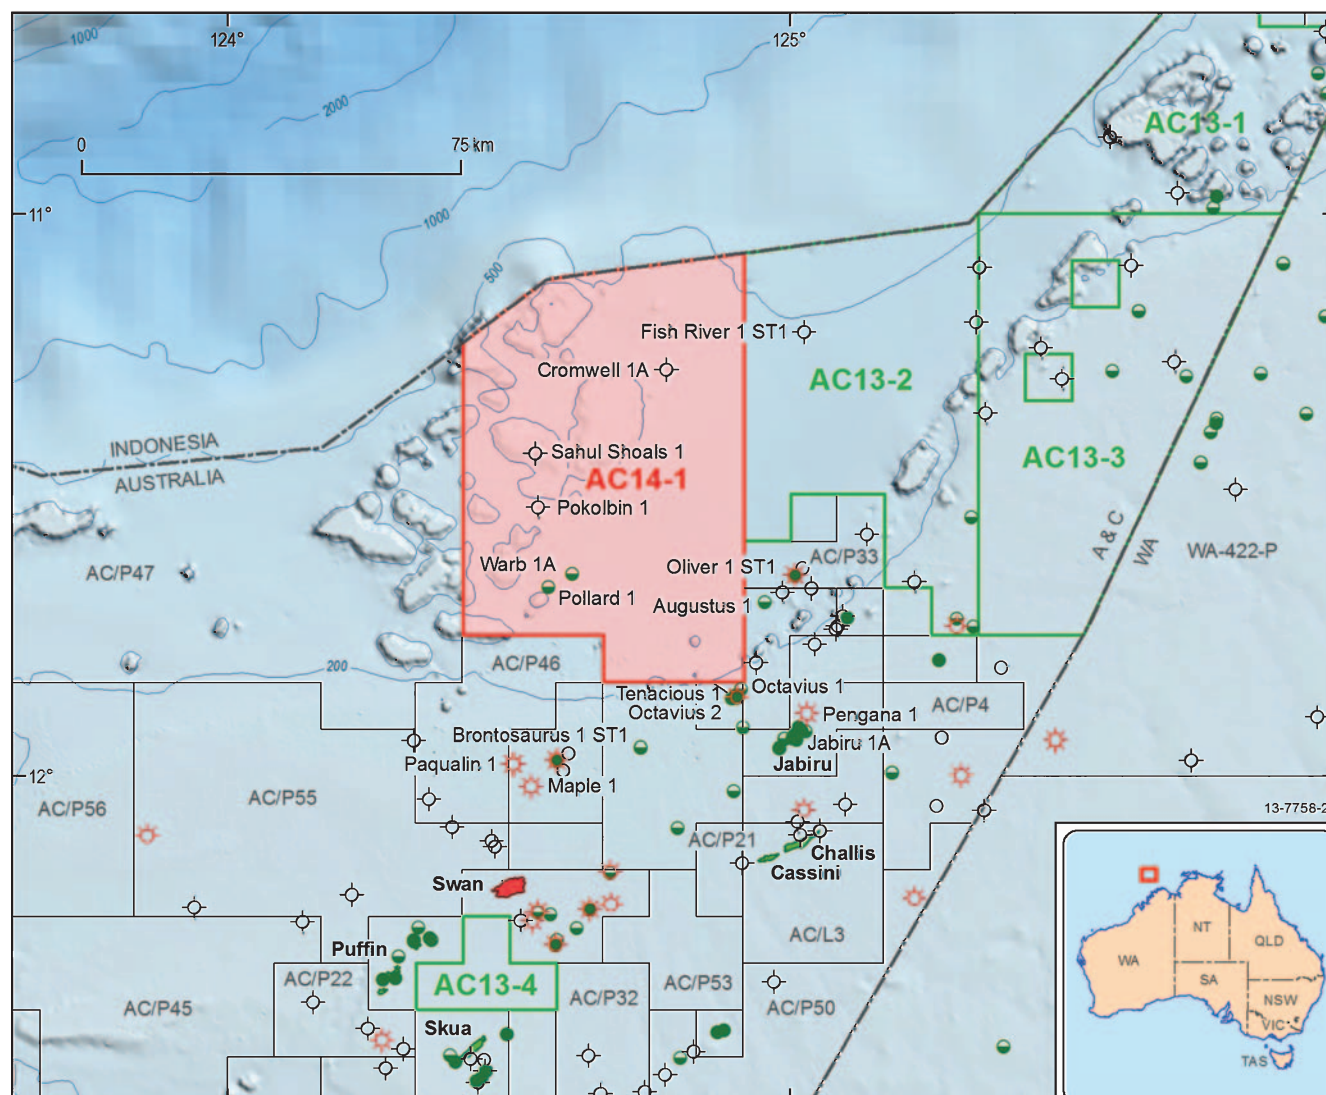 124°
125°
1000
2000
0
75 km
AC13-1
11°
1000
500
Fish River 1 ST1
Cromwell 1A
AC13-2
INDONESIA
AUSTRALIA
Sahul Shoals 1
AC14-1
AC13-3
Pokolbin 1
A & C
WA
WA-422-P
AC/P47
Warb 1A
Pollard 1
Oliver 1 ST1
AC/P33
Augustus 1
200
AC/P46
Tenacious 1
Octavius 1
Octavius 2
AC/P4
Pengana 1
Brontosaurus 1 ST1
Jabiru 1A
Paqualin 1
Jabiru
12°
Maple 1
AC/P56
AC/P55
13-7758-2
AC/P21
Challis
Cassini
Swan
Puffin
AC/L3
NT
QLD
WA
SA
NSW
VIC
TAS
AC/P22
AC13-4
AC/P32
AC/P53
AC/P50
AC/P45
Skua